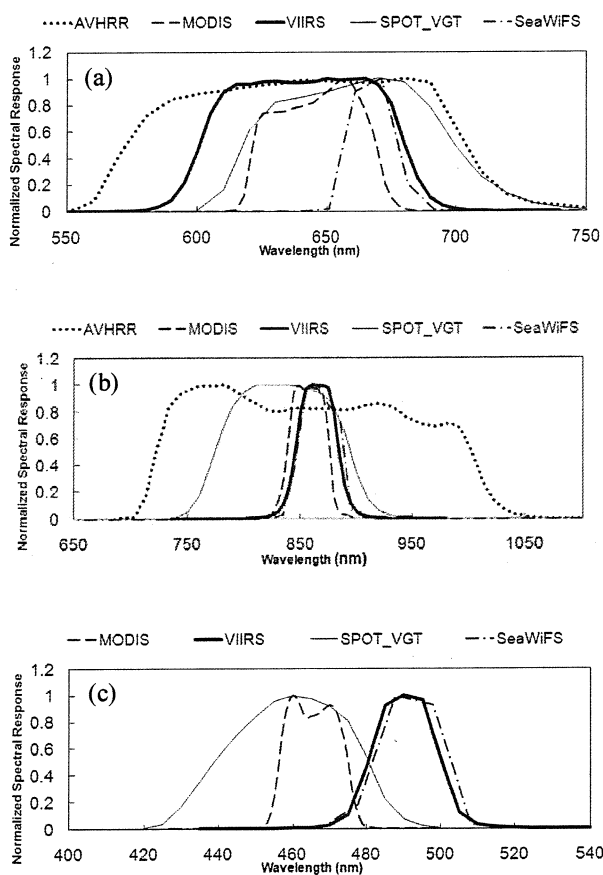 AVHRR MODIS VIIRS SPOT_VGT SeaWiFS
Normalized Spectral Response
(a)
1.2
1
0.8
0.6
0.4
0.2
0
550 600 650 700 750
Wavelength (nm)
AVHRR MODIS VIIRS SPOT_VGT SeaWiFS
Normalized Spectral Response
(b)
1.2
1
0.8
0.6
0.4
0.2
0
650 750 850 950 1050
Wavelength (nm)
MODIS VIIRS SPOT_VGT SeaWiFS
Normalized Spectral Response
(c)
1.2
1
0.8
0.6
0.4
0.2
0
400 420 440 460 480 500 520 540
Wavelength (nm)